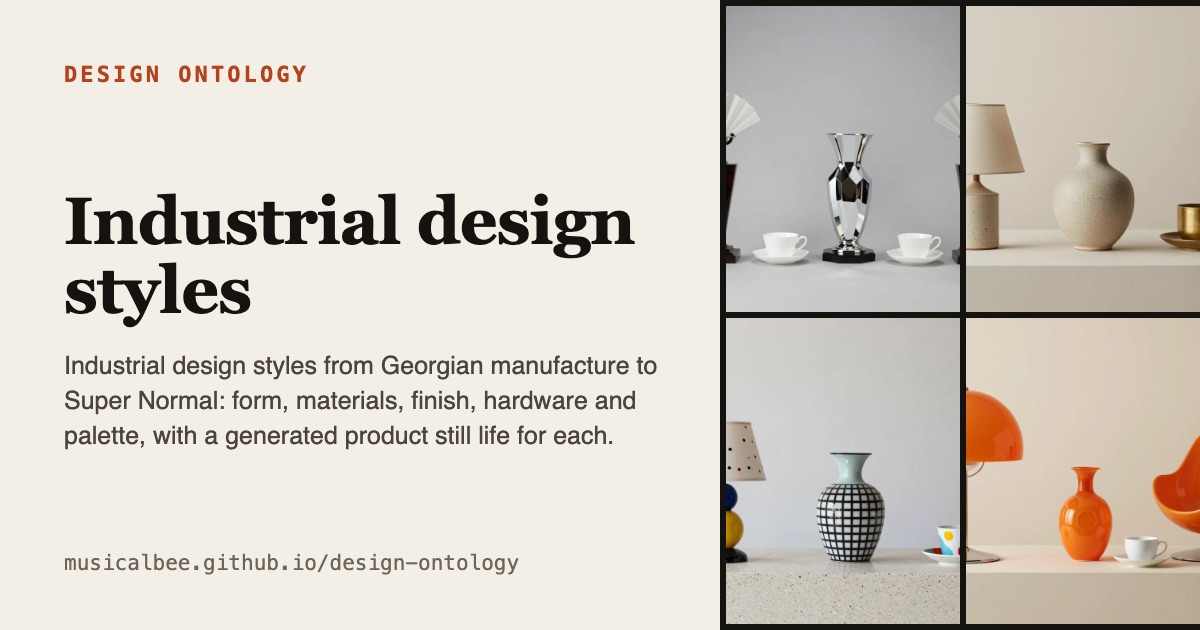 DESIGN ONTOLOGY
Industrial design
styles
Industrial design styles from Georgian manufacture to
Super Normal: form, materials, finish, hardware and
palette, with a generated product still life for each.
musicalbee.github.io/design-ontology